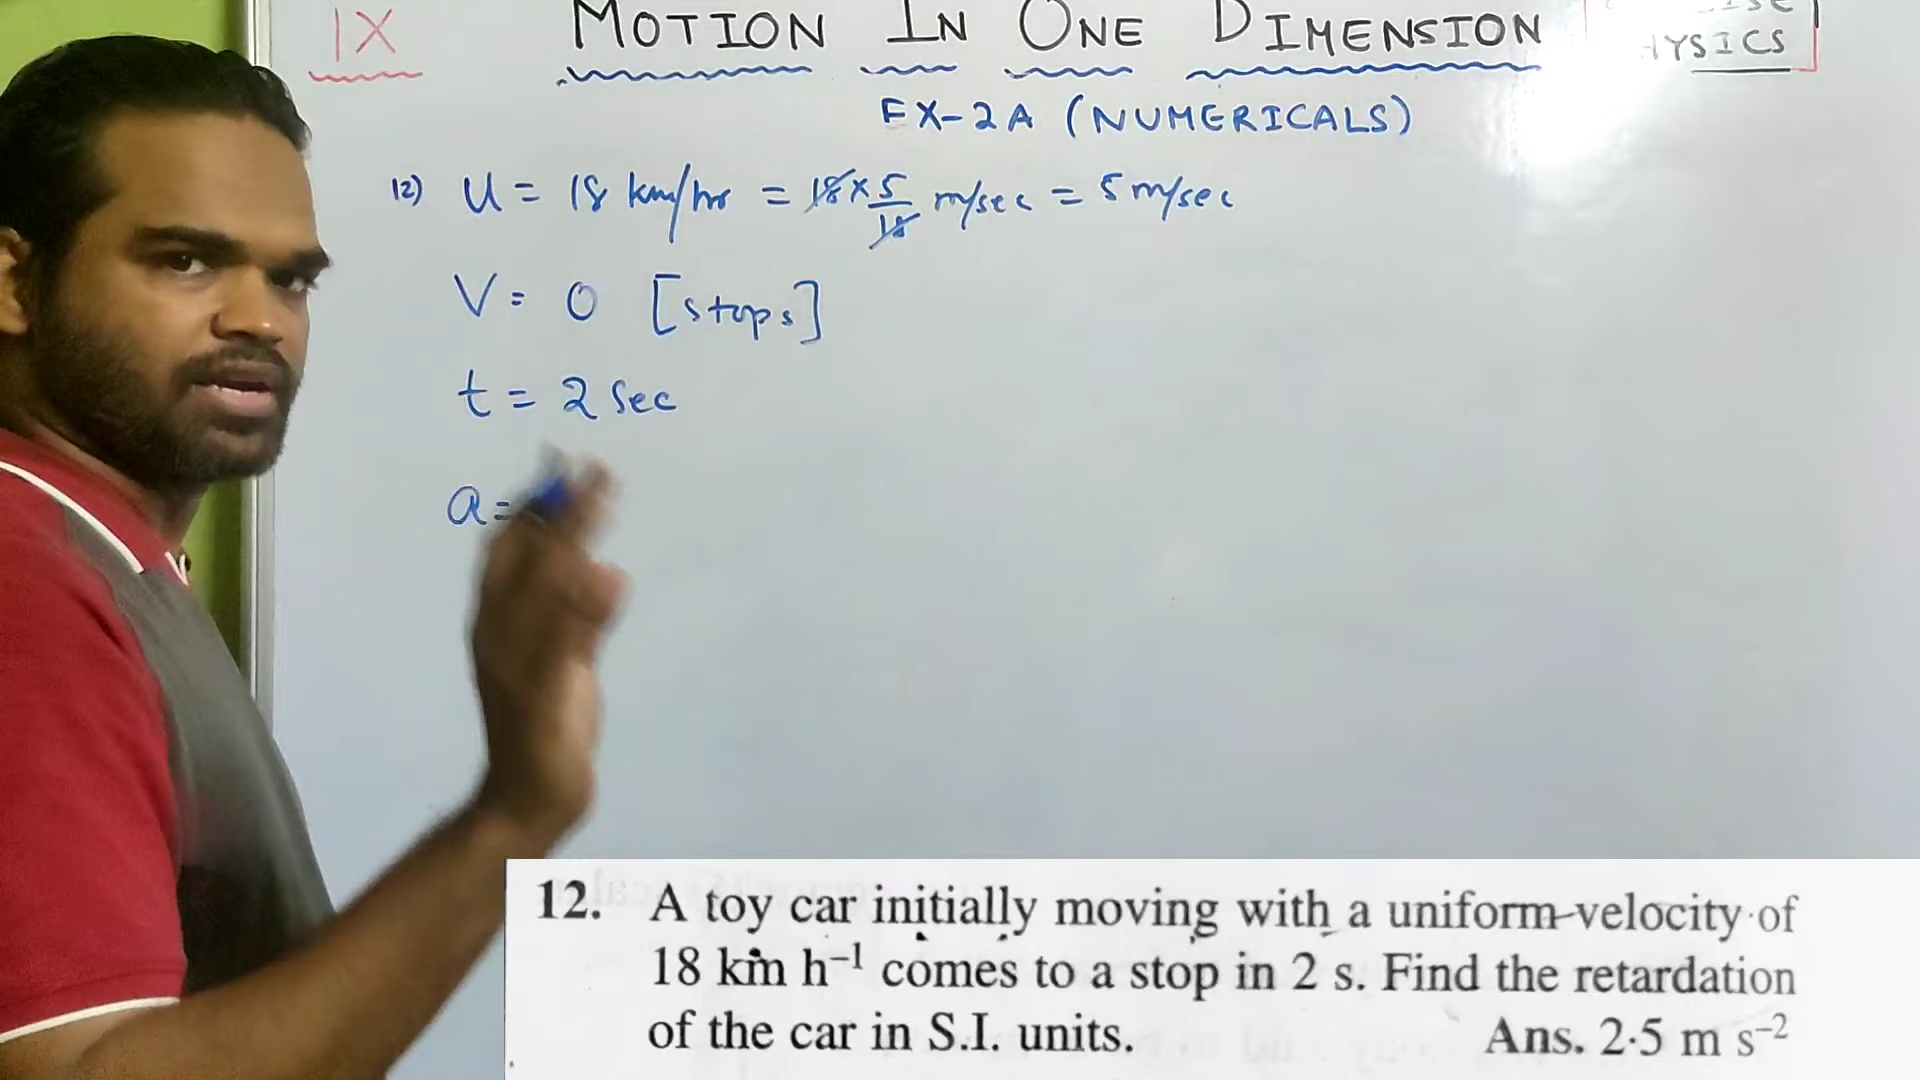 IX
MOTION IN ONE DIMENSION
YSICS
EX-2A (NUMERICALS)
12) U = 18 km/hr = 18 × 5/18 m/sec = 5 m/sec
V = 0 [stops]
t = 2 sec
a =
12. A toy car initially moving with a uniform velocity of
18 km h⁻¹ comes to a stop in 2 s. Find the retardation
of the car in S.I. units. Ans. 2·5 m s⁻²